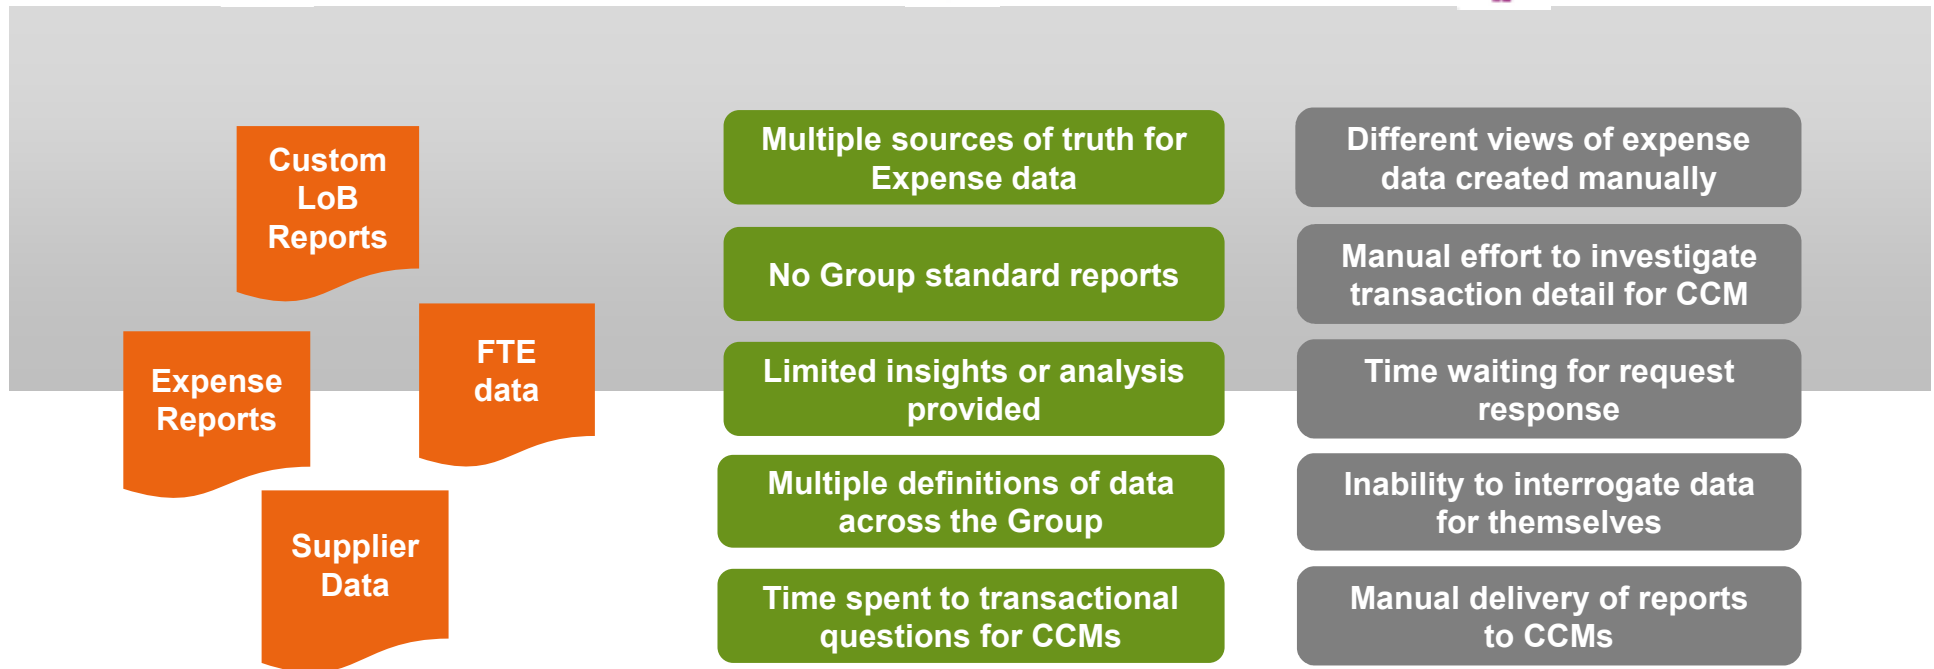 Custom
LoB
Reports
Expense
Reports
FTE
data
Supplier
Data
Multiple sources of truth for
Expense data
No Group standard reports
Limited insights or analysis
provided
Multiple definitions of data
across the Group
Time spent to transactional
questions for CCMs
Different views of expense
data created manually
Manual effort to investigate
transaction detail for CCM
Time waiting for request
response
Inability to interrogate data
for themselves
Manual delivery of reports
to CCMs